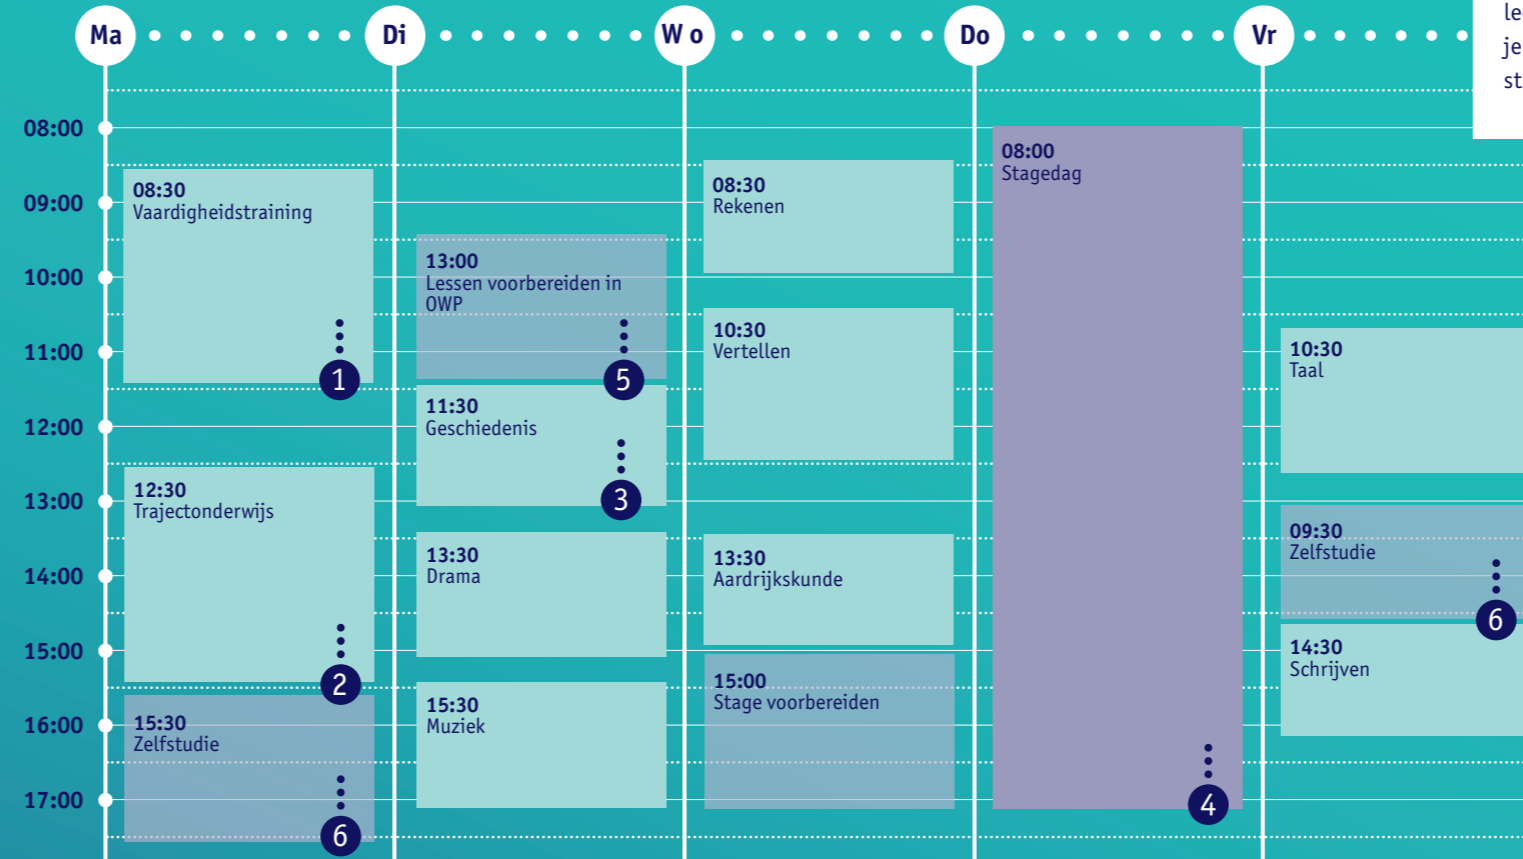 Ma
Di
Wo
Do
Vr
le
je
st
08:00
09:00
10:00
11:00
12:00
13:00
14:00
15:00
16:00
17:00
08:30
Vaardigheidstraining
1
12:30
Trajectonderwijs
2
15:30
Zelfstudie
6
13:00
Lessen voorbereiden in
OWP
5
11:30
Geschiedenis
3
13:30
Drama
15:30
Muziek
08:30
Rekenen
10:30
Vertellen
13:30
Aardrijkskunde
15:00
Stage voorbereiden
08:00
Stagedag
4
10:30
Taal
09:30
Zelfstudie
6
14:30
Schrijven